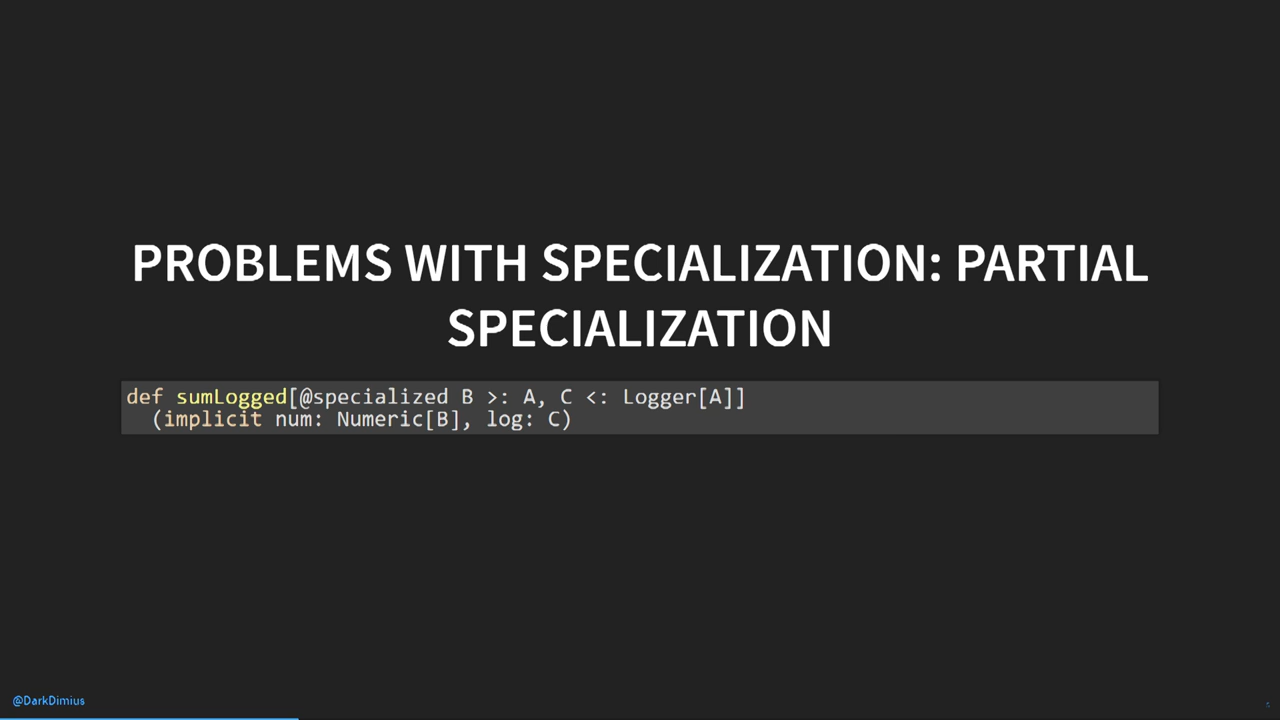 PROBLEMS WITH SPECIALIZATION: PARTIAL
SPECIALIZATION
def sumLogged[@specialized B >: A, C <: Logger[A]]
(implicit num: Numeric[B], log: C)
@DarkDimius